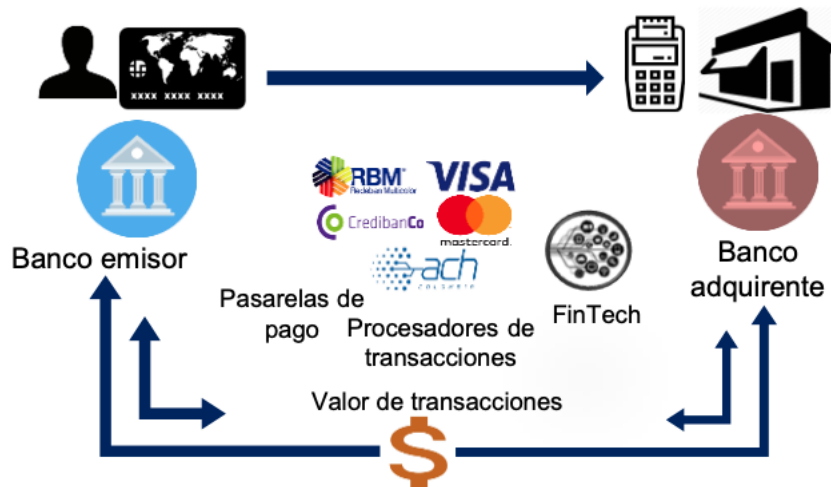 XXXX XXXX XXXX
RBM
Redeban Multicolor
VISA
CredibanCo
mastercard.
ach
COLOMBIA
Banco emisor
Banco
adquirente
Pasarelas de
pago
Procesadores de
transacciones
FinTech
Valor de transacciones
$